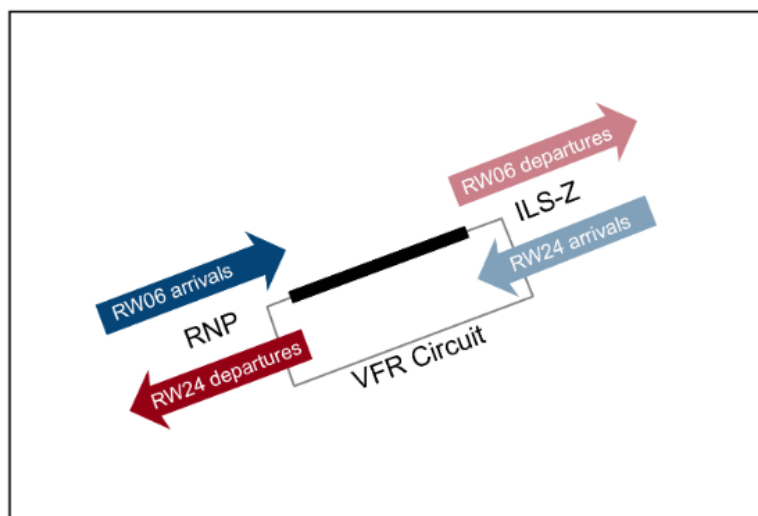 RW06 departures
ILS-Z
RW24 arrivals
RW06 arrivals
RNP
RW24 departures
VFR Circuit